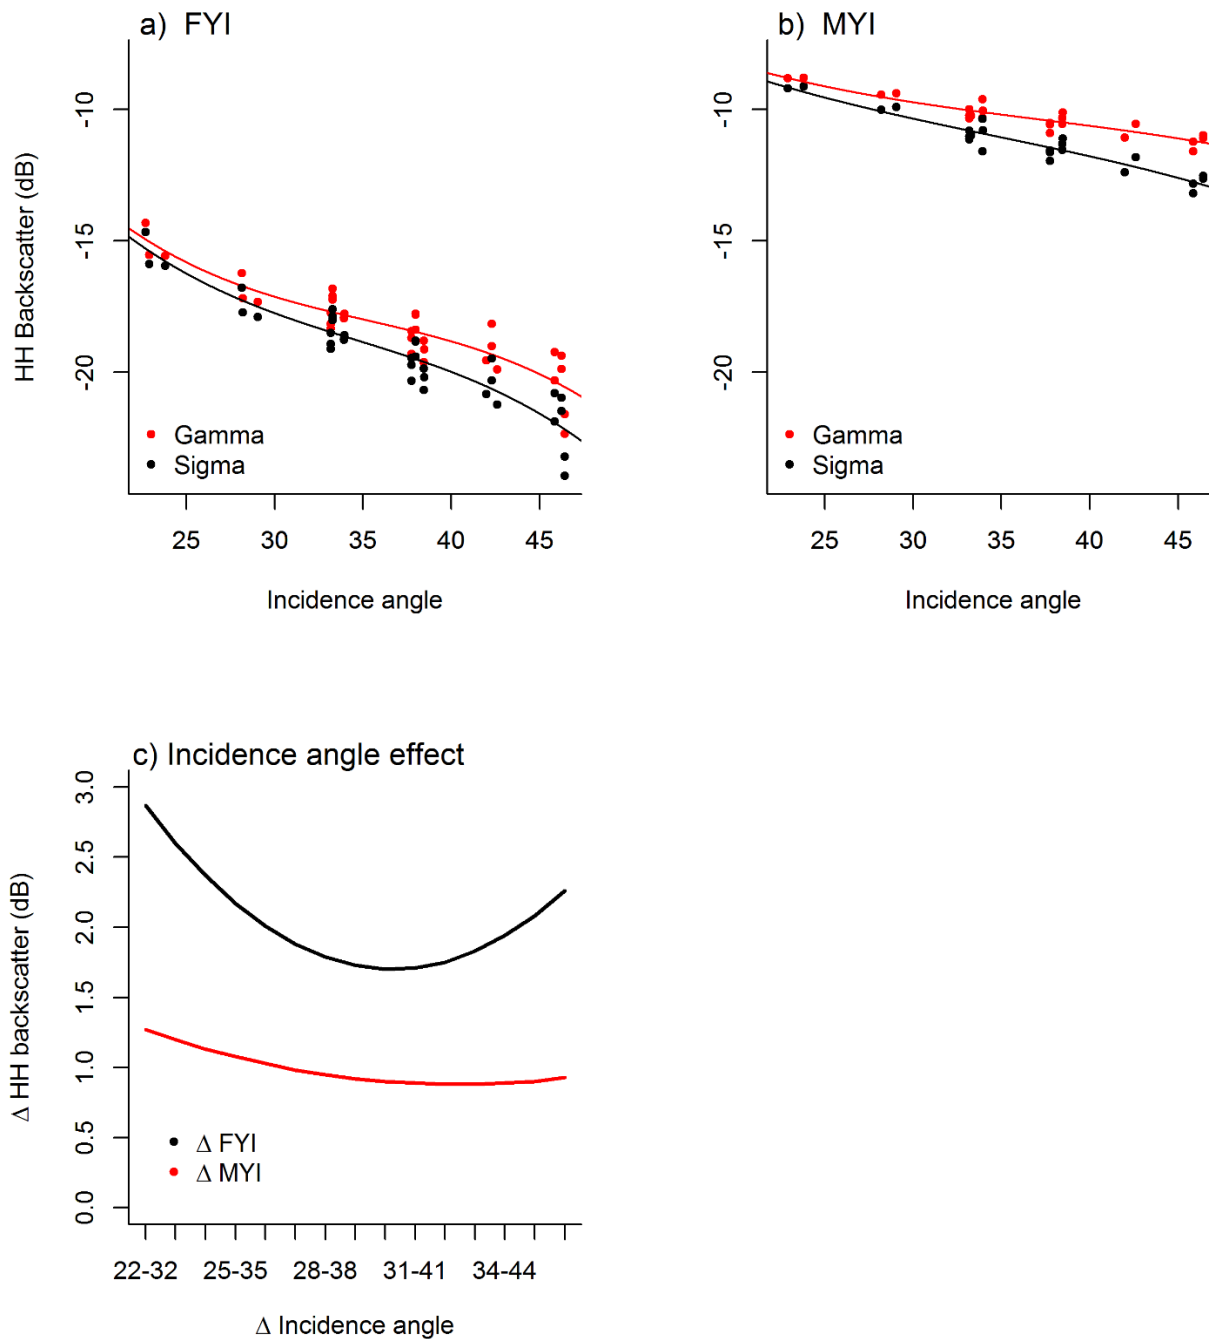 a) FYI
HH Backscatter (dB)
-10
-15
-20
Gamma
Sigma
25 30 35 40 45
Incidence angle
b) MYI
-10
-15
-20
Gamma
Sigma
25 30 35 40 45
Incidence angle
c) Incidence angle effect
Δ HH backscatter (dB)
3.0
2.5
2.0
1.5
1.0
0.5
0.0
Δ FYI
Δ MYI
22-32 25-35 28-38 31-41 34-44
Δ Incidence angle